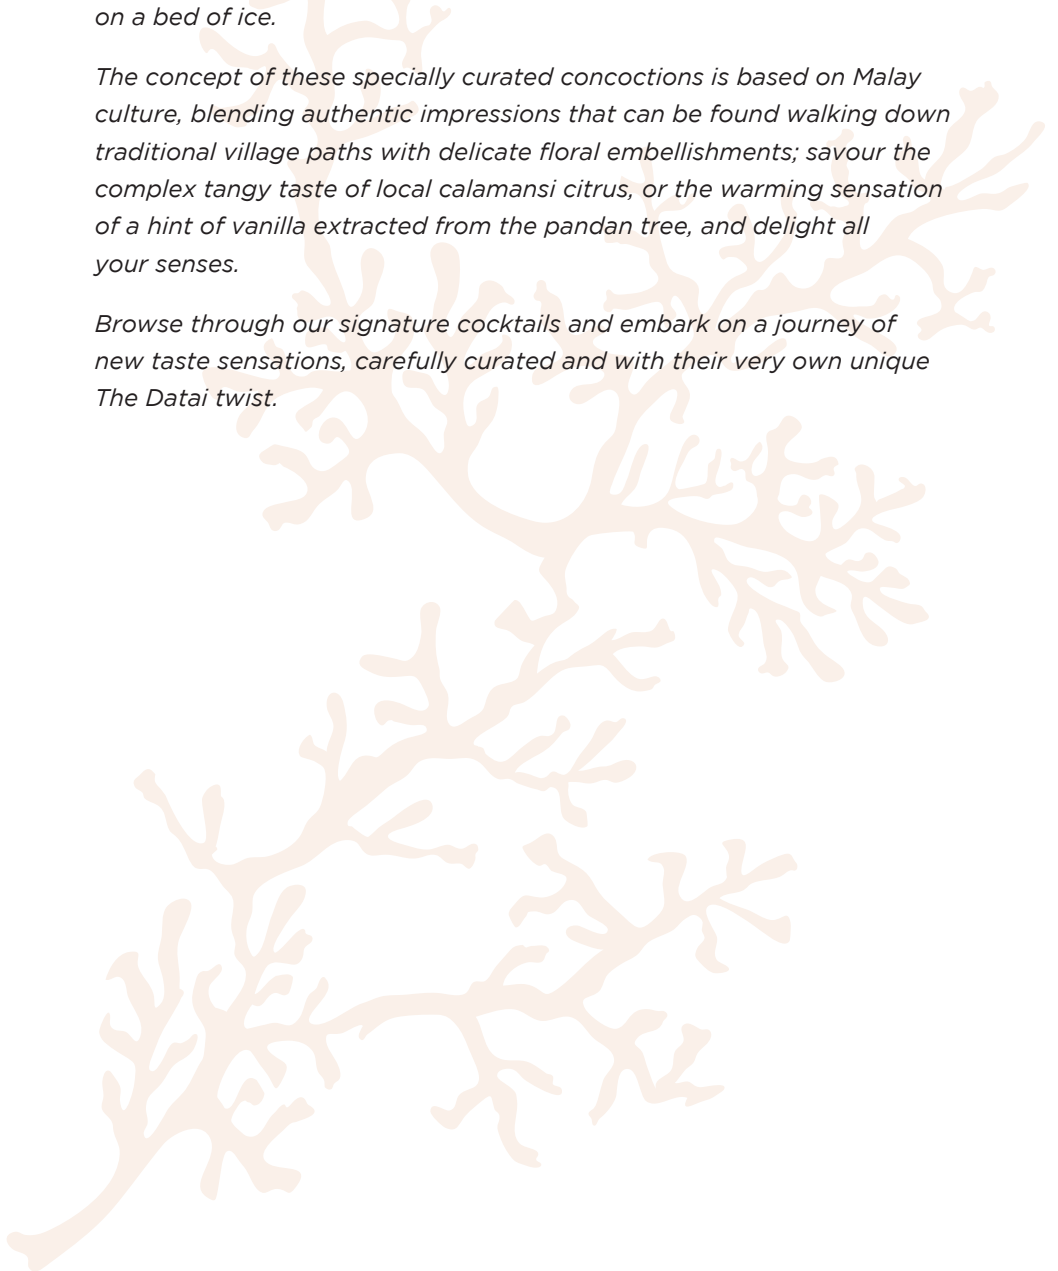 on a bed of ice.
The concept of these specially curated concoctions is based on Malay
culture, blending authentic impressions that can be found walking down
traditional village paths with delicate floral embellishments; savour the
complex tangy taste of local calamansi citrus, or the warming sensation
of a hint of vanilla extracted from the pandan tree, and delight all
your senses.
Browse through our signature cocktails and embark on a journey of
new taste sensations, carefully curated and with their very own unique
The Datai twist.